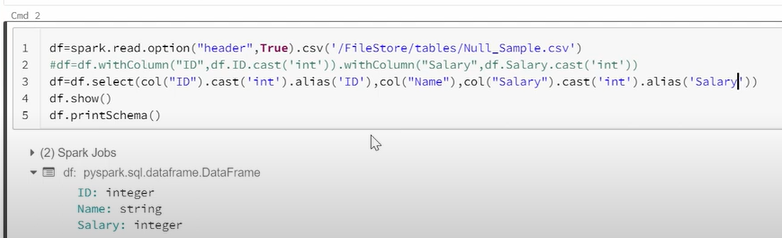 Cmd 2
1 df=spark.read.option("header",True).csv('/FileStore/tables/Null_Sample.csv')
2 #df=df.withColumn("ID",df.ID.cast('int')).withColumn("Salary",df.Salary.cast('int'))
3 df=df.select(col("ID").cast('int').alias('ID'),col("Name"),col("Salary").cast('int').alias('Salary'))
4 df.show()
5 df.printSchema()
(2) Spark Jobs
df: pyspark.sql.dataframe.DataFrame
ID: integer
Name: string
Salary: integer